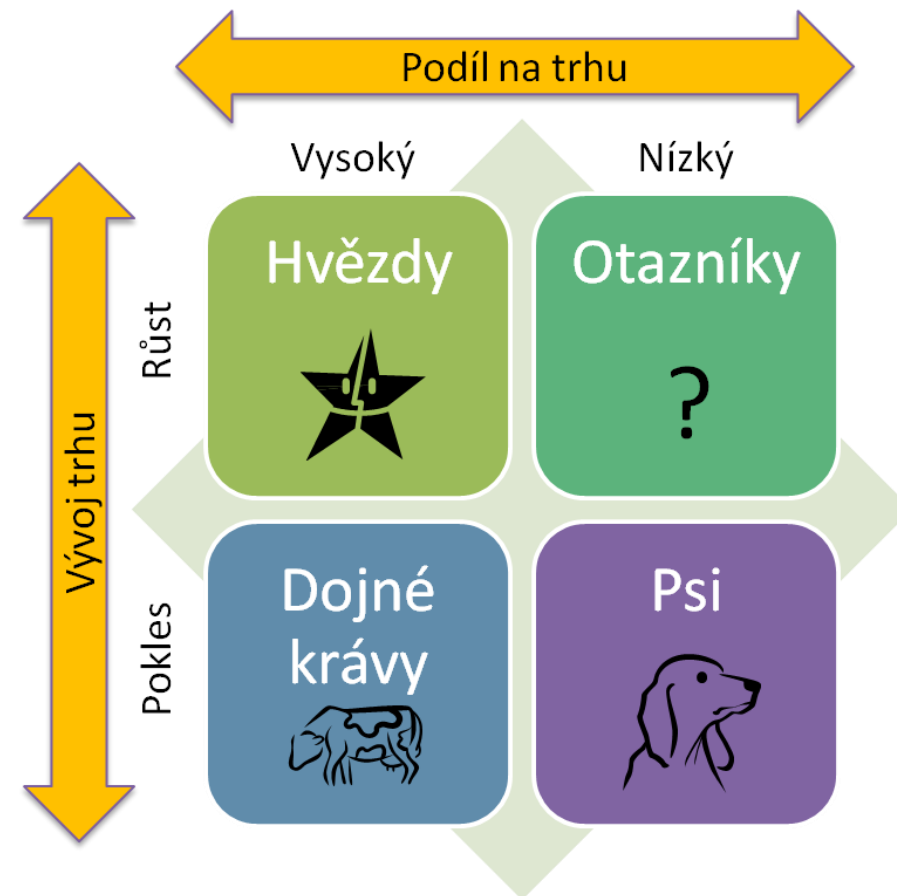 Podíl na trhu
Vysoký
Nízký
Vývoj trhu
Růst
Hvězdy
Otazníky
?
Pokles
Dojné
krávy
Psi